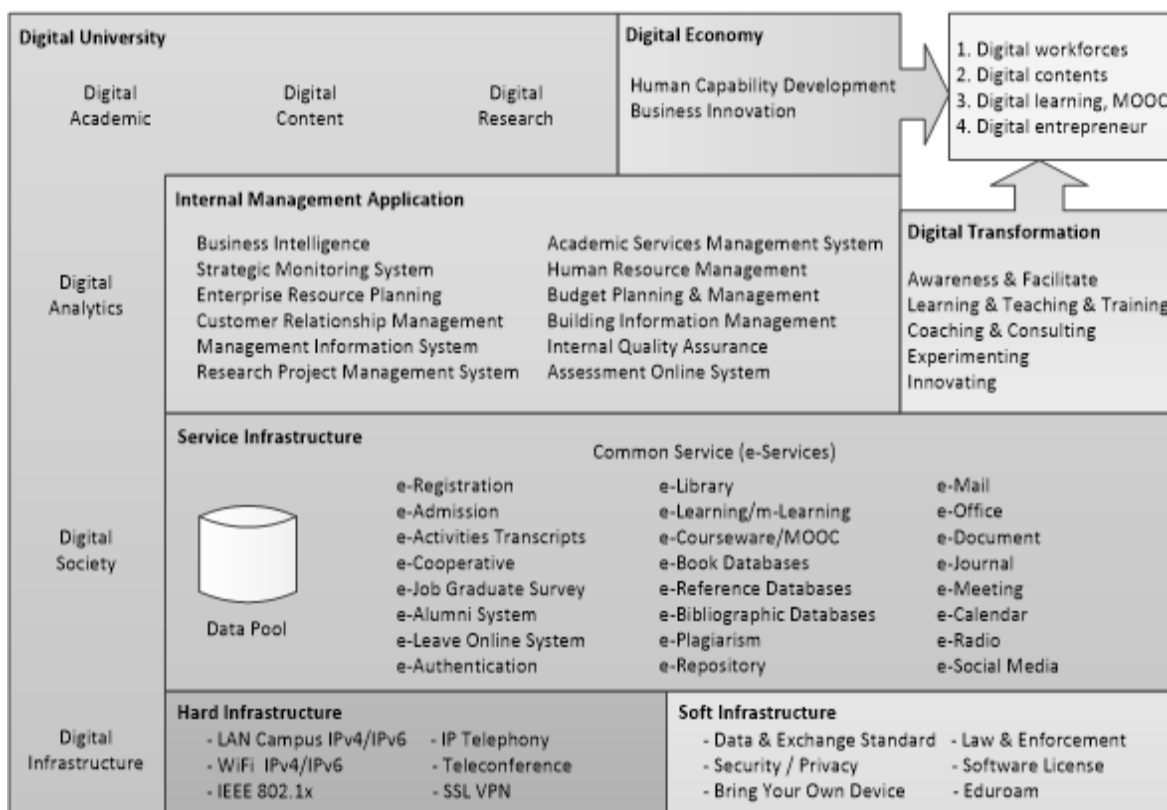 Digital University
Digital Academic
Digital Content
Digital Research
Digital Economy
Human Capability Development
Business Innovation
1. Digital workforces
2. Digital contents
3. Digital learning, MOOC
4. Digital entrepreneur
Digital Analytics
Internal Management Application
Business Intelligence
Strategic Monitoring System
Enterprise Resource Planning
Customer Relationship Management
Management Information System
Research Project Management System
Academic Services Management System
Human Resource Management
Budget Planning & Management
Building Information Management
Internal Quality Assurance
Assessment Online System
Digital Transformation
Awareness & Facilitate
Learning & Teaching & Training
Coaching & Consulting
Experimenting
Innovating
Digital Society
Service Infrastructure
Common Service (e-Services)
Data Pool
e-Registration
e-Admission
e-Activities Transcripts
e-Cooperative
e-Job Graduate Survey
e-Alumni System
e-Leave Online System
e-Authentication
e-Library
e-Learning/m-Learning
e-Courseware/MOOC
e-Book Databases
e-Reference Databases
e-Bibliographic Databases
e-Plagiarism
e-Repository
e-Mail
e-Office
e-Document
e-Journal
e-Meeting
e-Calendar
e-Radio
e-Social Media
Digital Infrastructure
Hard Infrastructure
- LAN Campus IPv4/IPv6
- WiFi IPv4/IPv6
- IEEE 802.1x
- IP Telephony
- Teleconference
- SSL VPN
Soft Infrastructure
- Data & Exchange Standard
- Security / Privacy
- Bring Your Own Device
- Law & Enforcement
- Software License
- Eduroam